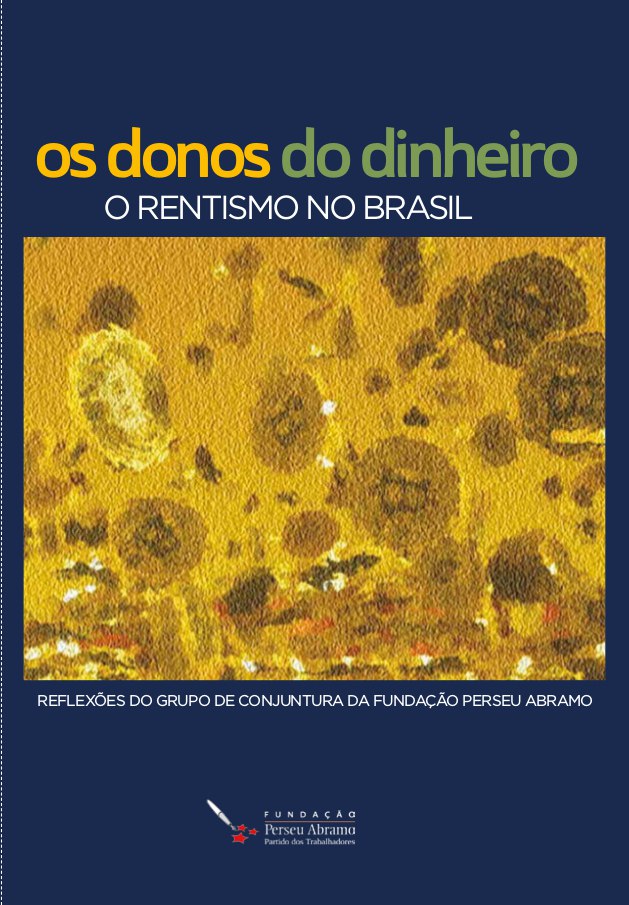 os donos do dinheiro
O RENTISMO NO BRASIL
REFLEXÕES DO GRUPO DE CONJUNTURA DA FUNDAÇÃO PERSEU ABRAMO
FUNDAÇÃO
Perseu Abramo
Partido dos Trabalhadores